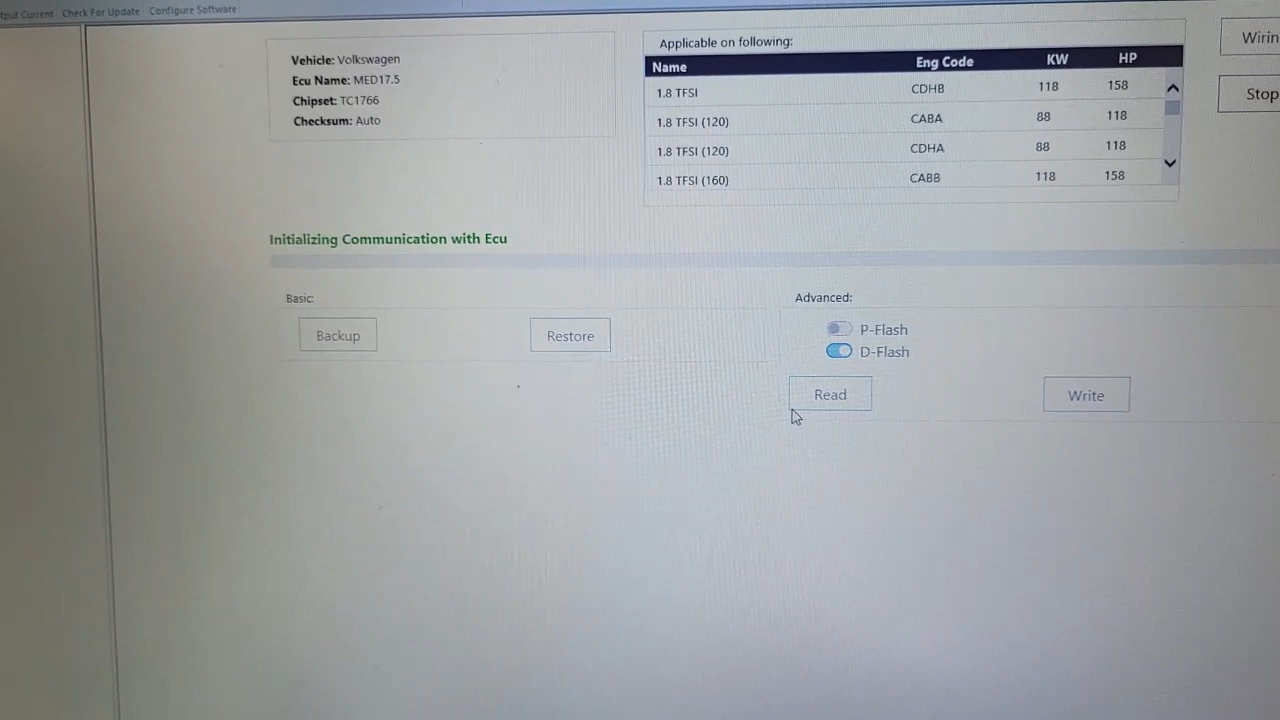 Check For Update
Configure Software
Vehicle: Volkswagen
Ecu Name: MED17.5
Chipset: TC1766
Checksum: Auto
Applicable on following:
Name Eng Code KW HP
1.8 TFSI CDHB 118 158
1.8 TFSI (120) CABA 88 118
1.8 TFSI (120) CDHA 88 118
1.8 TFSI (160) CABB 118 158
Stop
Initializing Communication with Ecu
Basic:
Backup
Restore
Advanced:
P-Flash
D-Flash
Read
Write